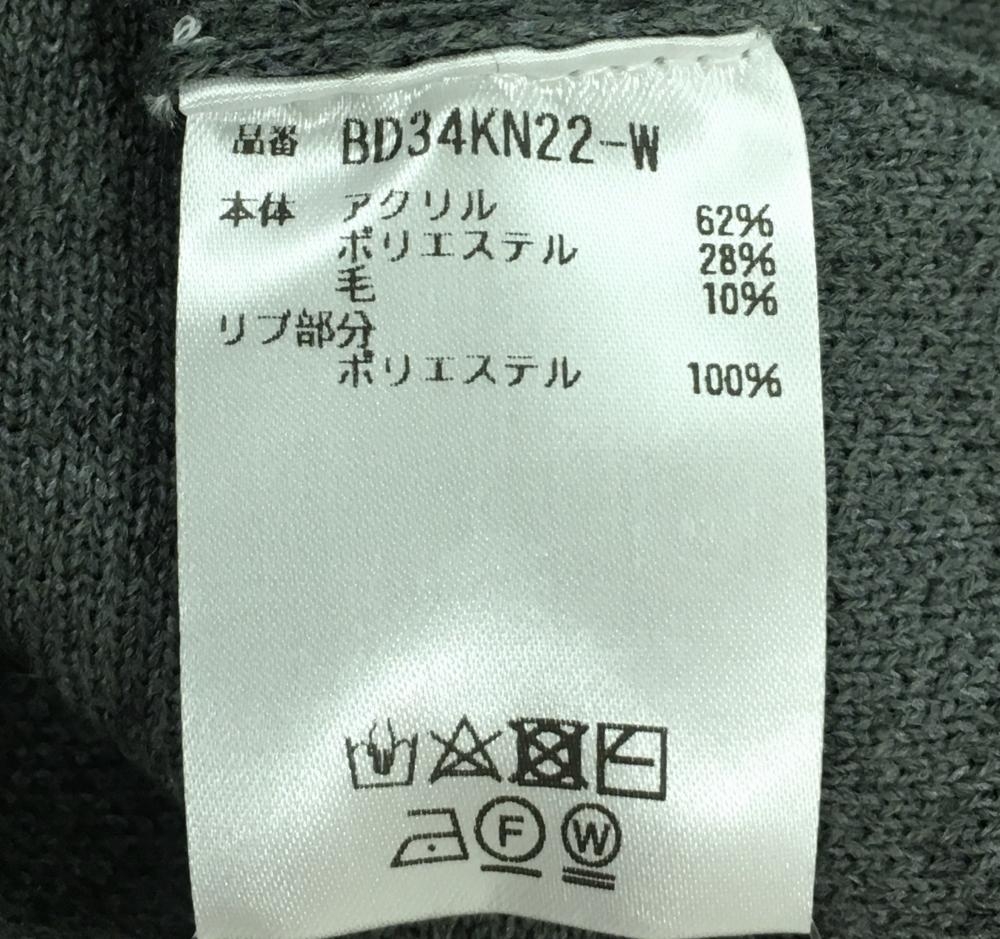 品番 BD34KN22-W
本体 アクリル 62%
ポリエステル 28%
毛 10%
リブ部分
ポリエステル 100%
F W